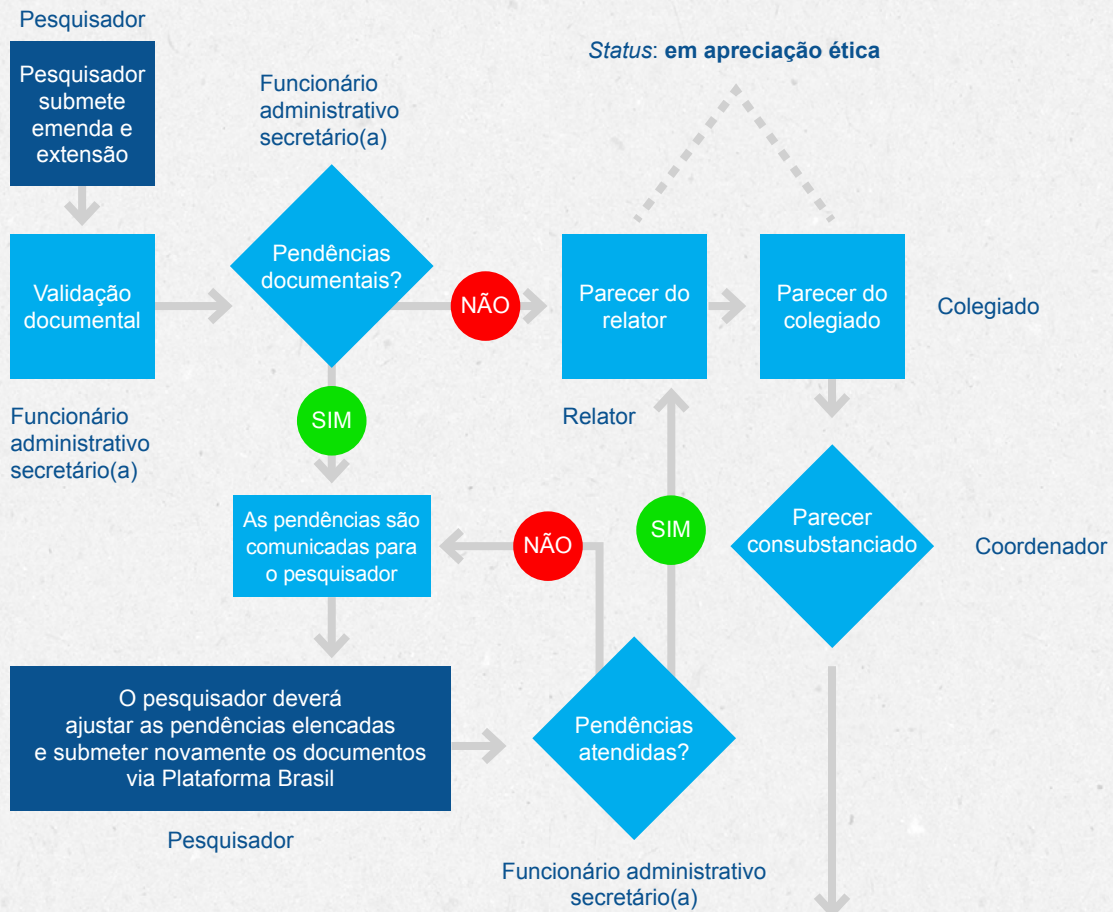 Pesquisador
Pesquisador
submete
emenda e
extensão
Status: em apreciação ética
Funcionário
administrativo
secretário(a)
Validação
documental
Funcionário
administrativo
secretário(a)
Pendências
documentais?
NÃO
SIM
Parecer do
relator
Relator
Parecer do
colegiado
Colegiado
As pendências são
comunicadas para
o pesquisador
NÃO
SIM
Parecer
consubstanciado
Coordenador
O pesquisador deverá
ajustar as pendências elencadas
e submeter novamente os documentos
via Plataforma Brasil
Pesquisador
Pendências
atendidas?
Funcionário administrativo
secretário(a)